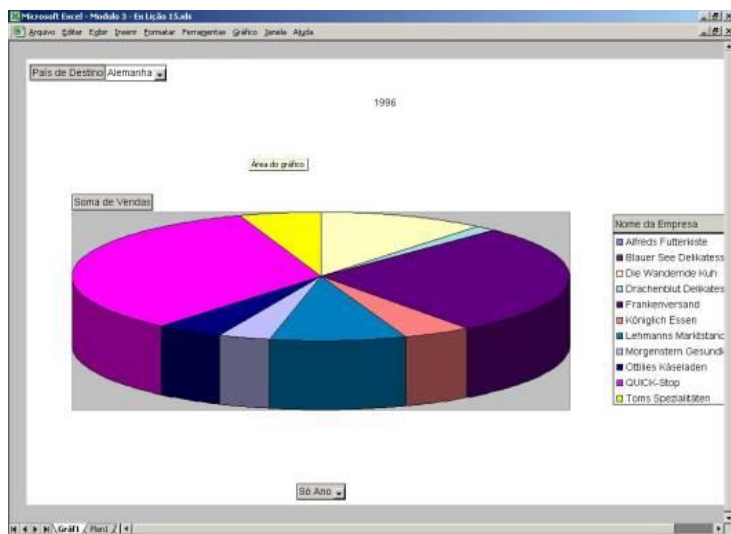 Microsoft Excel - Modulo 3 - Ex Lição 15.xls
Arquivo Editar Exibir Inserir Formatar Ferramentas Gráfico Janela Ajuda
País de Destino Alemanha
1996
Área do gráfico
Soma de Vendas
Nome da Empresa
Alfreds Futterkiste
Blauer See Delikatess
Die Wandernde Kuh
Drachenblut Delikates
Frankenversand
Königlich Essen
Lehmanns Marktstand
Morgenstern Gesundk
Ottilies Käseladen
QUICK-Stop
Toms Spezialitäten
Só Ano
Gráf1 Plan1